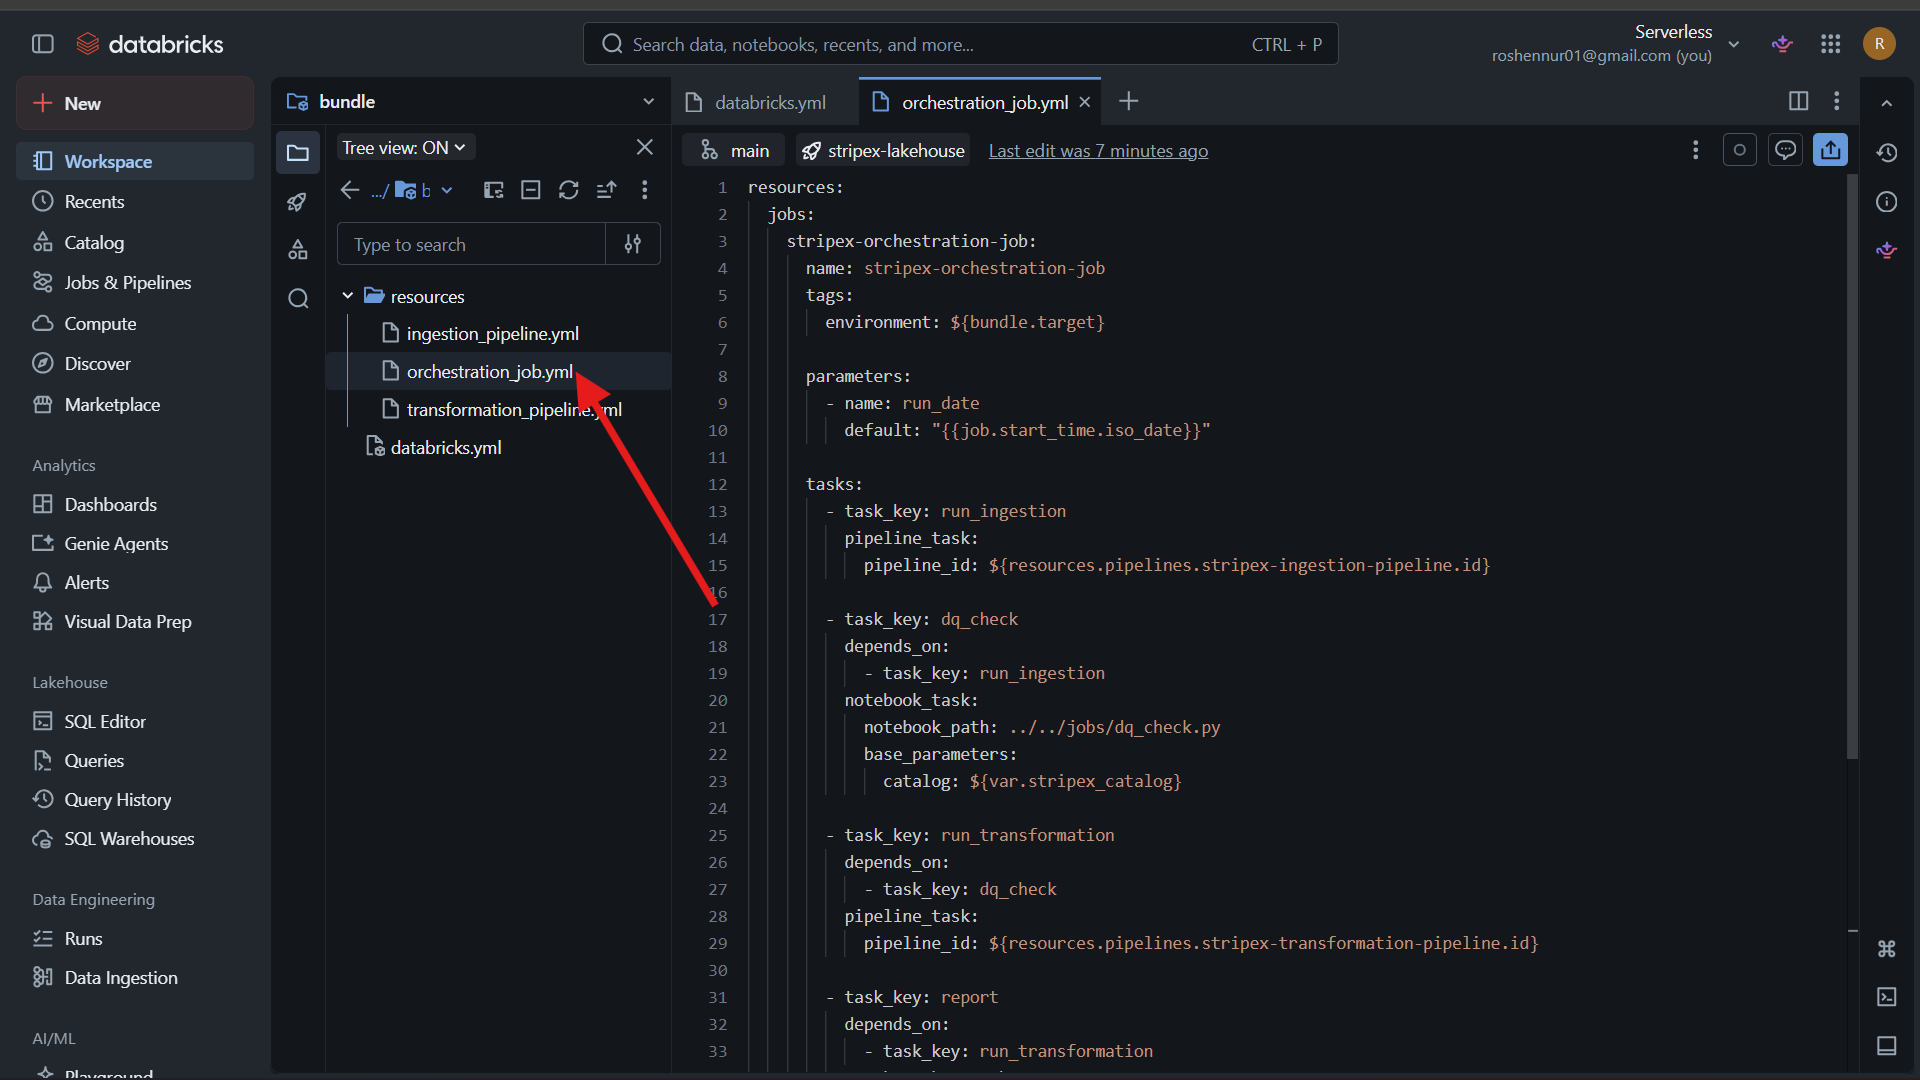 databricks
Search data, notebooks, recents, and more...
CTRL + P
Serverless
roshennur01@gmail.com (you)
R
New
Workspace
Recents
Catalog
Jobs & Pipelines
Compute
Discover
Marketplace
Analytics
Dashboards
Genie Agents
Alerts
Visual Data Prep
Lakehouse
SQL Editor
Queries
Query History
SQL Warehouses
Data Engineering
Runs
Data Ingestion
AI/ML
Playground
bundle
Tree view: ON
.../ b
Type to search
resources
ingestion_pipeline.yml
orchestration_job.yml
transformation_pipeline.yml
databricks.yml
databricks.yml
orchestration_job.yml
main
stripex-lakehouse
Last edit was 7 minutes ago
1 resources:
2 jobs:
3 stripex-orchestration-job:
4 name: stripex-orchestration-job
5 tags:
6 environment: ${bundle.target}
7
8 parameters:
9 - name: run_date
10 default: "{{job.start_time.iso_date}}"
11
12 tasks:
13 - task_key: run_ingestion
14 pipeline_task:
15 pipeline_id: ${resources.pipelines.stripex-ingestion-pipeline.id}
16
17 - task_key: dq_check
18 depends_on:
19 - task_key: run_ingestion
20 notebook_task:
21 notebook_path: ../../jobs/dq_check.py
22 base_parameters:
23 catalog: ${var.stripex_catalog}
24
25 - task_key: run_transformation
26 depends_on:
27 - task_key: dq_check
28 pipeline_task:
29 pipeline_id: ${resources.pipelines.stripex-transformation-pipeline.id}
30
31 - task_key: report
32 depends_on:
33 - task_key: run_transformation